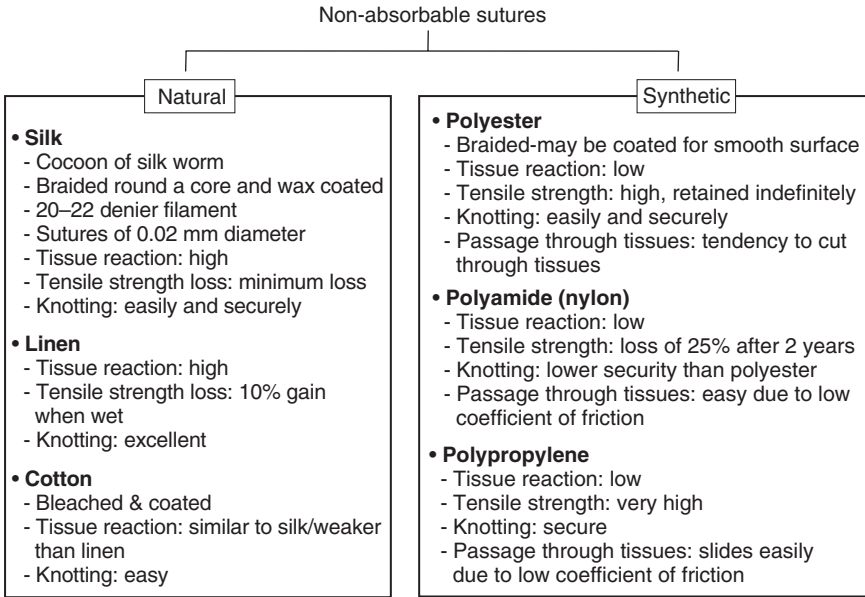 Non-absorbable sutures
Natural
• Silk
- Cocoon of silk worm
- Braided round a core and wax coated
- 20–22 denier filament
- Sutures of 0.02 mm diameter
- Tissue reaction: high
- Tensile strength loss: minimum loss
- Knotting: easily and securely
• Linen
- Tissue reaction: high
- Tensile strength loss: 10% gain
when wet
- Knotting: excellent
• Cotton
- Bleached & coated
- Tissue reaction: similar to silk/weaker
than linen
- Knotting: easy
Synthetic
• Polyester
- Braided-may be coated for smooth surface
- Tissue reaction: low
- Tensile strength: high, retained indefinitely
- Knotting: easily and securely
- Passage through tissues: tendency to cut
through tissues
• Polyamide (nylon)
- Tissue reaction: low
- Tensile strength: loss of 25% after 2 years
- Knotting: lower security than polyester
- Passage through tissues: easy due to low
coefficient of friction
• Polypropylene
- Tissue reaction: low
- Tensile strength: very high
- Knotting: secure
- Passage through tissues: slides easily
due to low coefficient of friction